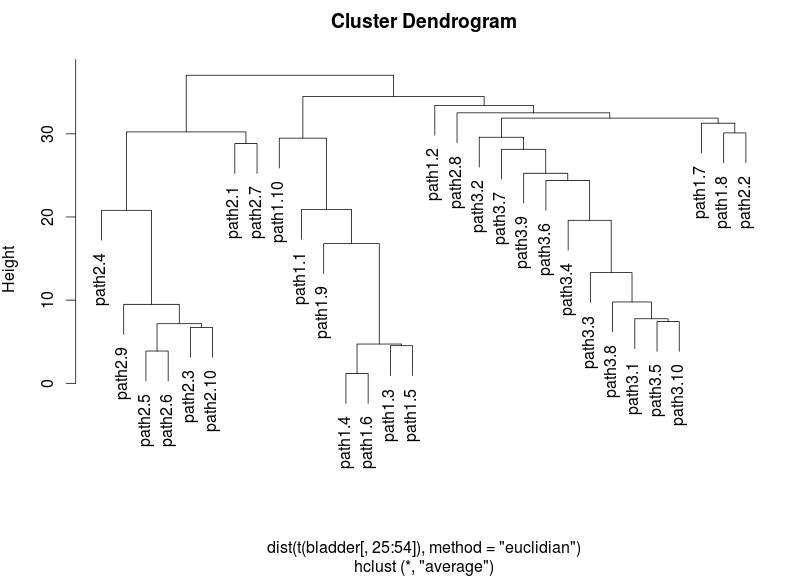 Cluster Dendrogram
Height
30
20
10
0
path2.4
path2.9
path2.5
path2.6
path2.3
path2.10
path2.1
path2.7
path1.10
path1.1
path1.9
path1.4
path1.6
path1.3
path1.5
path1.2
path2.8
path3.2
path3.7
path3.9
path3.6
path3.4
path3.3
path3.8
path3.1
path3.5
path3.10
path1.7
path1.8
path2.2
dist(t(bladder[, 25:54]), method = "euclidian")
hclust (*, "average")